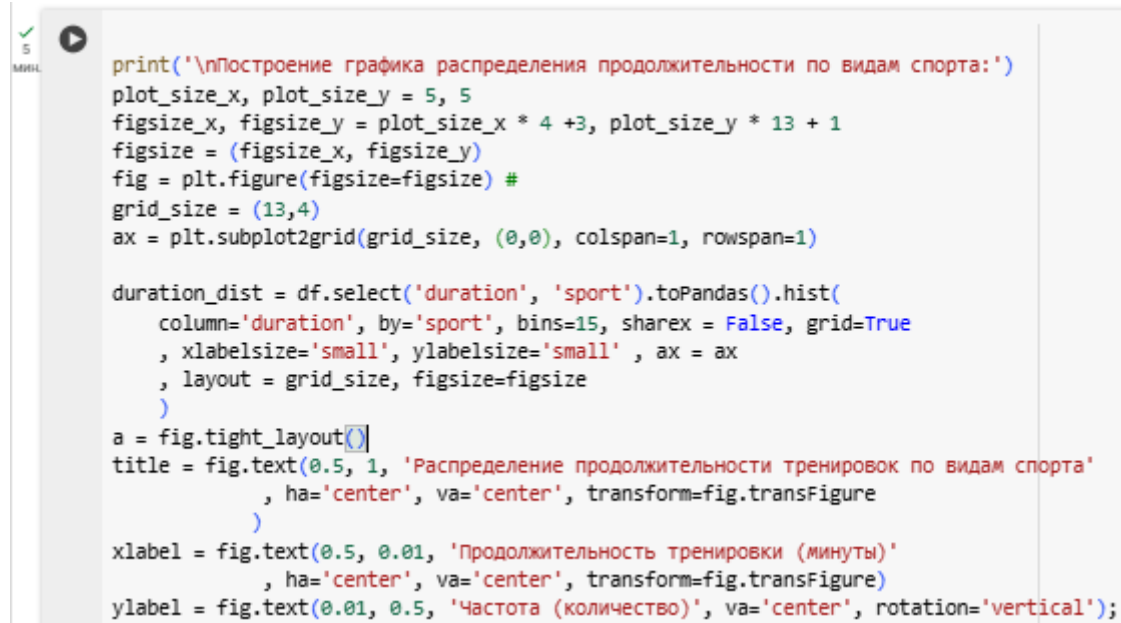 5
мин.
print('\nПостроение графика распределения продолжительности по видам спорта:')
plot_size_x, plot_size_y = 5, 5
figsize_x, figsize_y = plot_size_x * 4 +3, plot_size_y * 13 + 1
figsize = (figsize_x, figsize_y)
fig = plt.figure(figsize=figsize) #
grid_size = (13,4)
ax = plt.subplot2grid(grid_size, (0,0), colspan=1, rowspan=1)
duration_dist = df.select('duration', 'sport').toPandas().hist(
    column='duration', by='sport', bins=15, sharex = False, grid=True
    , xlabelsize='small', ylabelsize='small' , ax = ax
    , layout = grid_size, figsize=figsize
    )
a = fig.tight_layout()
title = fig.text(0.5, 1, 'Распределение продолжительности тренировок по видам спорта'
             , ha='center', va='center', transform=fig.transFigure
            )
xlabel = fig.text(0.5, 0.01, 'Продолжительность тренировки (минуты)'
             , ha='center', va='center', transform=fig.transFigure)
ylabel = fig.text(0.01, 0.5, 'Частота (количество)', va='center', rotation='vertical');